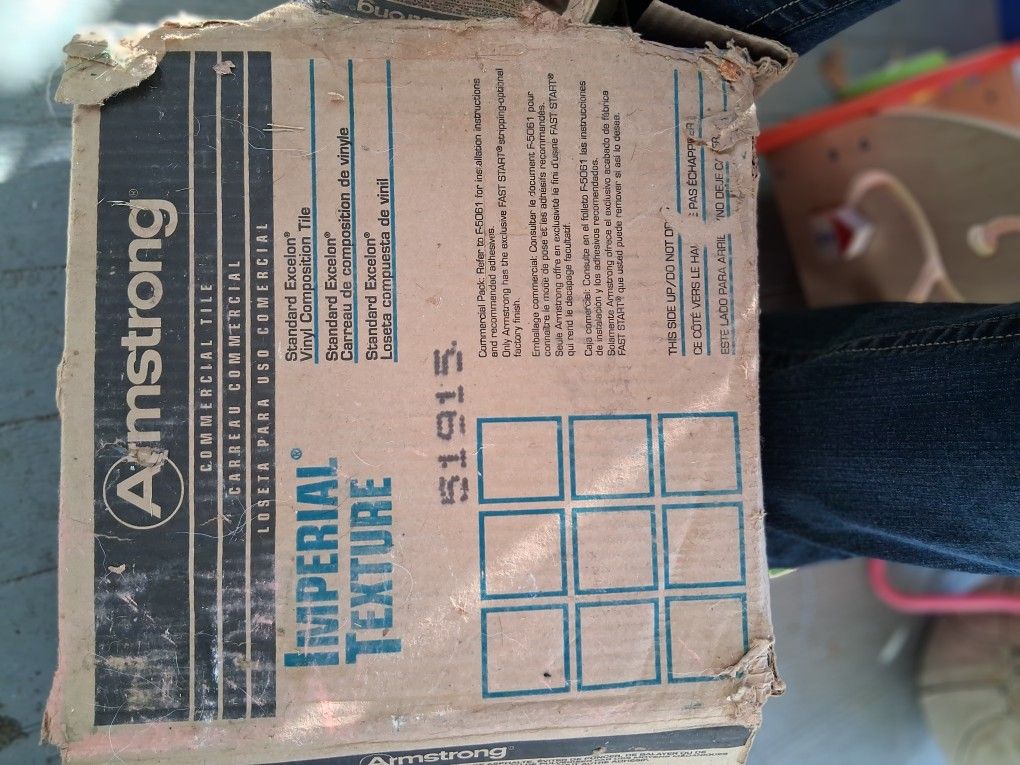 Armstrong®
COMMERCIAL TILE
CARREAU COMMERCIAL
LOSETA PARA USO COMERCIAL
IMPERIAL®
TEXTURE
Standard Excelon®
Vinyl Composition Tile
Standard Excelon®
Carreau de composition de vinyle
Standard Excelon®
Loseta compuesta de vinil
51915
Commercial Pack: Refer to F-5061 for installation instructions
and recommended adhesives.
Only Armstrong has the exclusive FAST START® stripping-optional
factory finish.
Emballage commercial: Consulter le document F-5061 pour
connaître le mode de pose et les adhésifs recommandés.
Seule Armstrong offre en exclusivité le fini d'usine FAST START®
qui rend le décapage facultatif.
Caja comercial: Consulte en el folleto F-5061 las instrucciones
de instalación y los adhesivos recomendados.
Solamente Armstrong ofrece el exclusivo acabado de fábrica
FAST START® que usted puede remover si así lo desea.
THIS SIDE UP/DO NOT
CE CÔTÉ VERS LE PAS ÉCHAPPER
ESTE LADO PARA NO DEJE
Armstrong
Armstrong